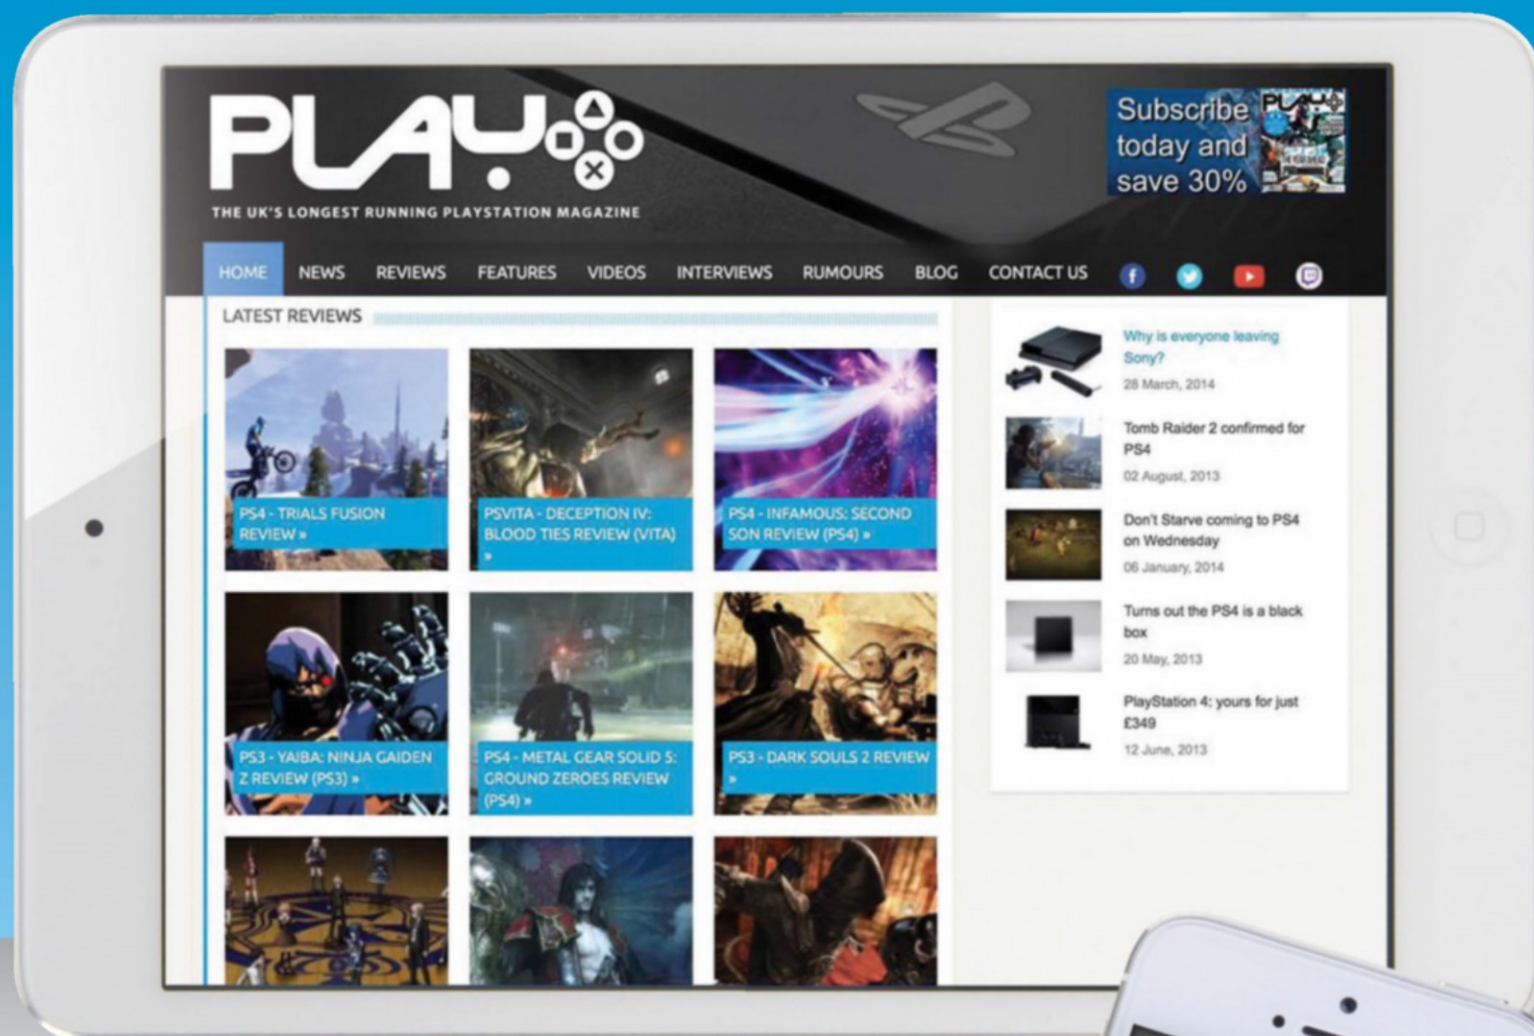 PLAY
THE UK'S LONGEST RUNNING PLAYSTATION MAGAZINE
Subscribe
today and
save 30%
PLAY
HOME NEWS REVIEWS FEATURES VIDEOS INTERVIEWS RUMOURS BLOG CONTACT US
LATEST REVIEWS
PS4 - TRIALS FUSION
REVIEW »
PSVITA - DECEPTION IV:
BLOOD TIES REVIEW (VITA)
»
PS4 - INFAMOUS: SECOND
SON REVIEW (PS4) »
PS3 - YAIBA: NINJA GAIDEN
Z REVIEW (PS3) »
PS4 - METAL GEAR SOLID 5:
GROUND ZEROES REVIEW
(PS4) »
PS3 - DARK SOULS 2 REVIEW
»
Why is everyone leaving
Sony?
28 March, 2014
Tomb Raider 2 confirmed for
PS4
02 August, 2013
Don't Starve coming to PS4
on Wednesday
06 January, 2014
Turns out the PS4 is a black
box
20 May, 2013
PlayStation 4: yours for just
£349
12 June, 2013